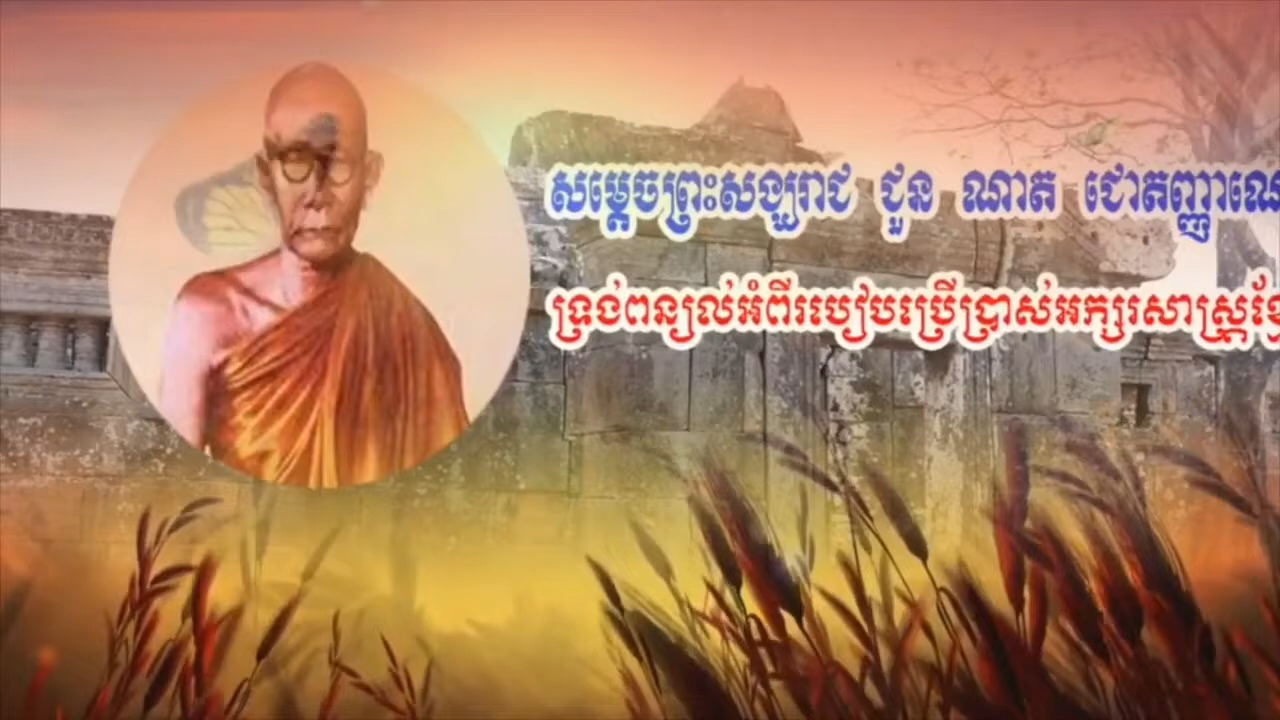 សម្ដេចព្រះសង្ឃរាជ ជួន ណាត
ទ្រង់ពន្យល់អំពីរបៀបប្រើប្រាស់អក្សរសាស្ត្រ